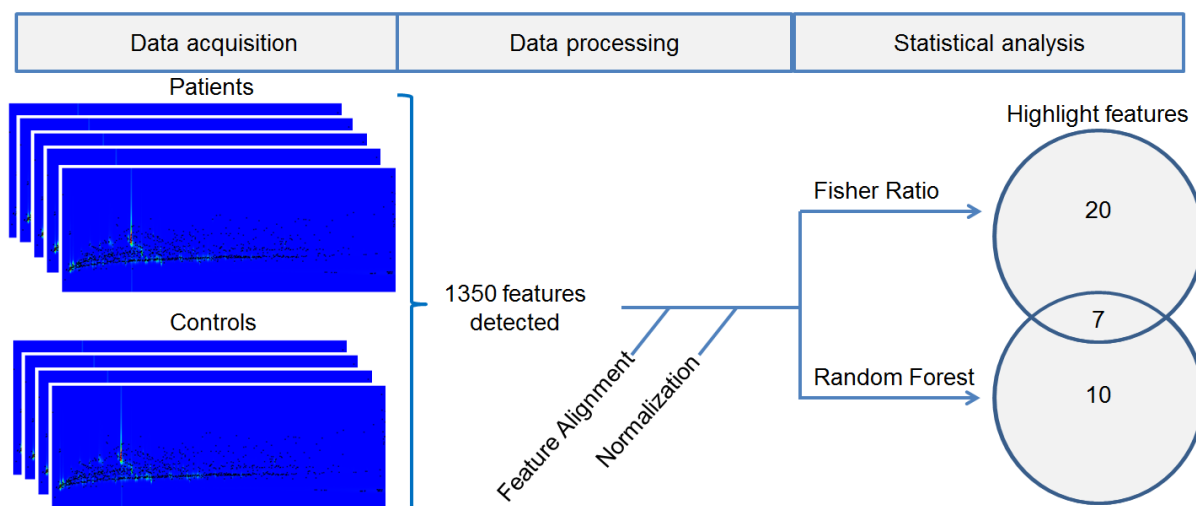 Data acquisition
Data processing
Statistical analysis
Patients
Controls
1350 features
detected
Feature Alignment
Normalization
Fisher Ratio
Random Forest
Highlight features
20
7
10